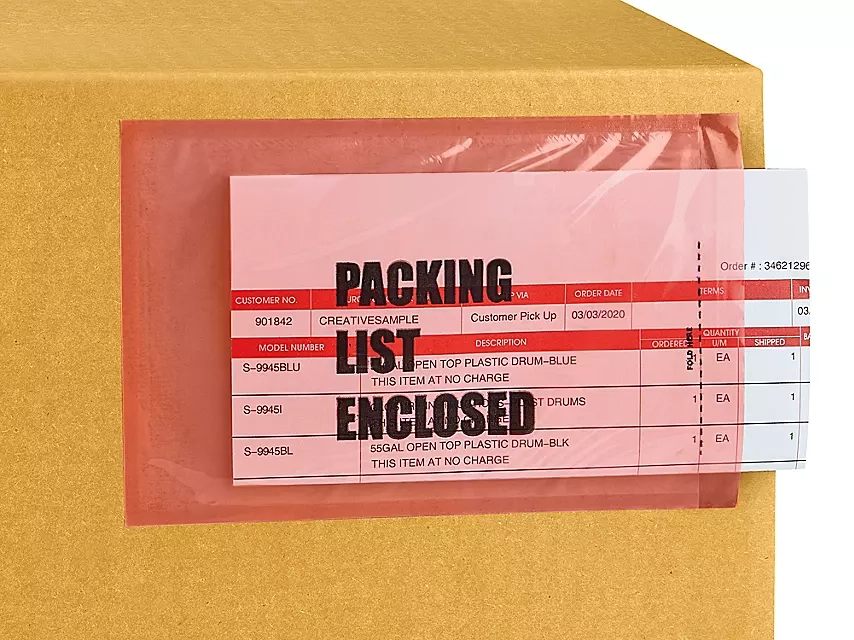 Order # : 34621296
CUSTOMER NO.
ORDER DATE
TERMS
901842
CREATIVESAMPLE
Customer Pick Up
03/03/2020
03.
PACKING
LIST
ENCLOSED
FOLD HERE
MODEL NUMBER
DESCRIPTION
ORDERED
QUANTITY
U/M
SHIPPED
S-9945BLU
OPEN TOP PLASTIC DRUM-BLUE
1 EA 1
THIS ITEM AT NO CHARGE
S-9945I
DRUMS
1 EA 1
S-9945BL
55GAL OPEN TOP PLASTIC DRUM-BLK
1 EA 1
THIS ITEM AT NO CHARGE